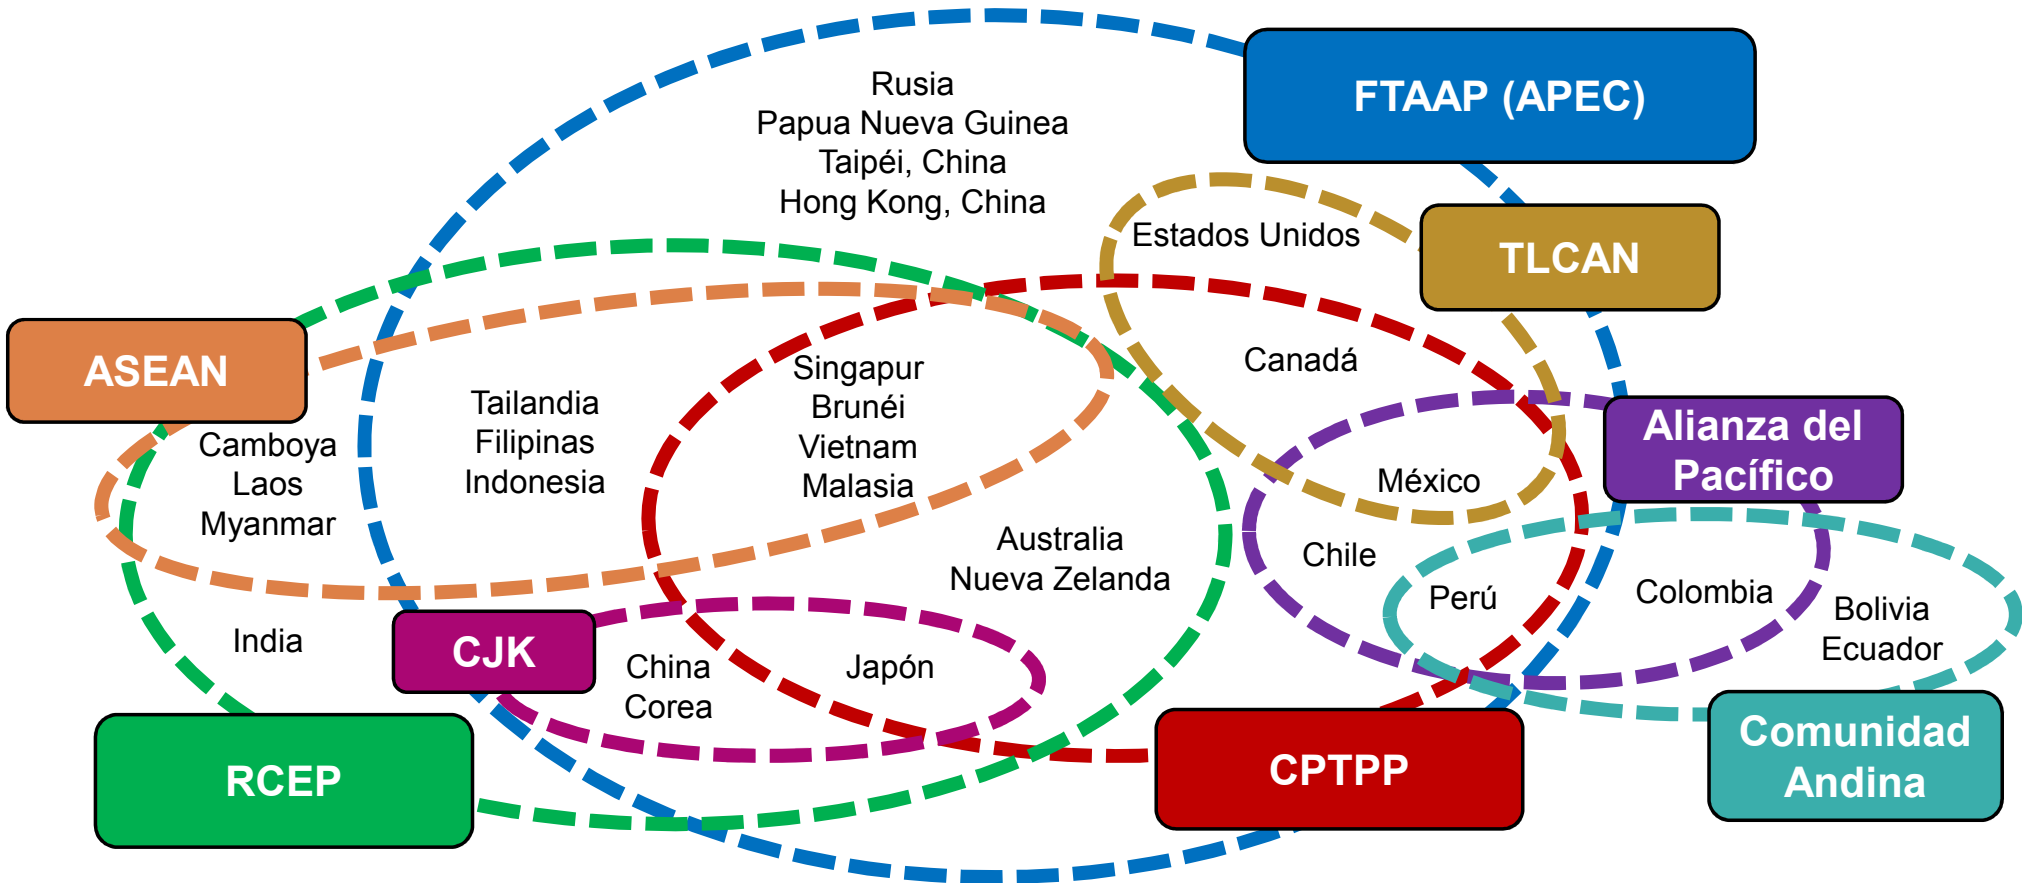 FTAAP (APEC)
Rusia
Papua Nueva Guinea
Taipéi, China
Hong Kong, China
Estados Unidos
TLCAN
ASEAN
Canadá
Singapur
Brunéi
Vietnam
Malasia
Tailandia
Filipinas
Indonesia
Camboya
Laos
Myanmar
Alianza del
Pacífico
México
Australia
Nueva Zelanda
Chile
Perú
Colombia
Bolivia
Ecuador
India
CJK
China
Corea
Japón
RCEP
CPTPP
Comunidad
Andina